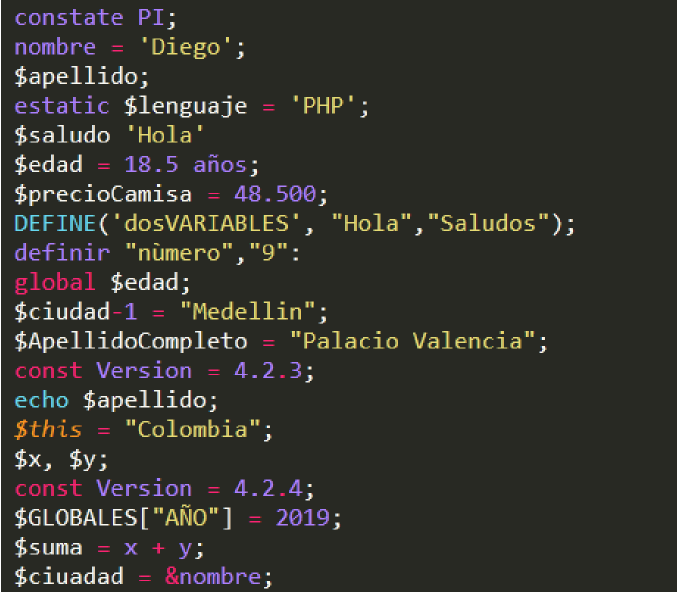 constate PI;
nombre = 'Diego';
$apellido;
estatic $lenguaje = 'PHP';
$saludo 'Hola'
$edad = 18.5 años;
$precioCamisa = 48.500;
DEFINE('dosVARIABLES', "Hola","Saludos");
definir "nùmero","9":
global $edad;
$ciudad-1 = "Medellin";
$ApellidoCompleto = "Palacio Valencia";
const Version = 4.2.3;
echo $apellido;
$this = "Colombia";
$x, $y;
const Version = 4.2.4;
$GLOBALES["AÑO"] = 2019;
$suma = x + y;
$ciuadad = &nombre;